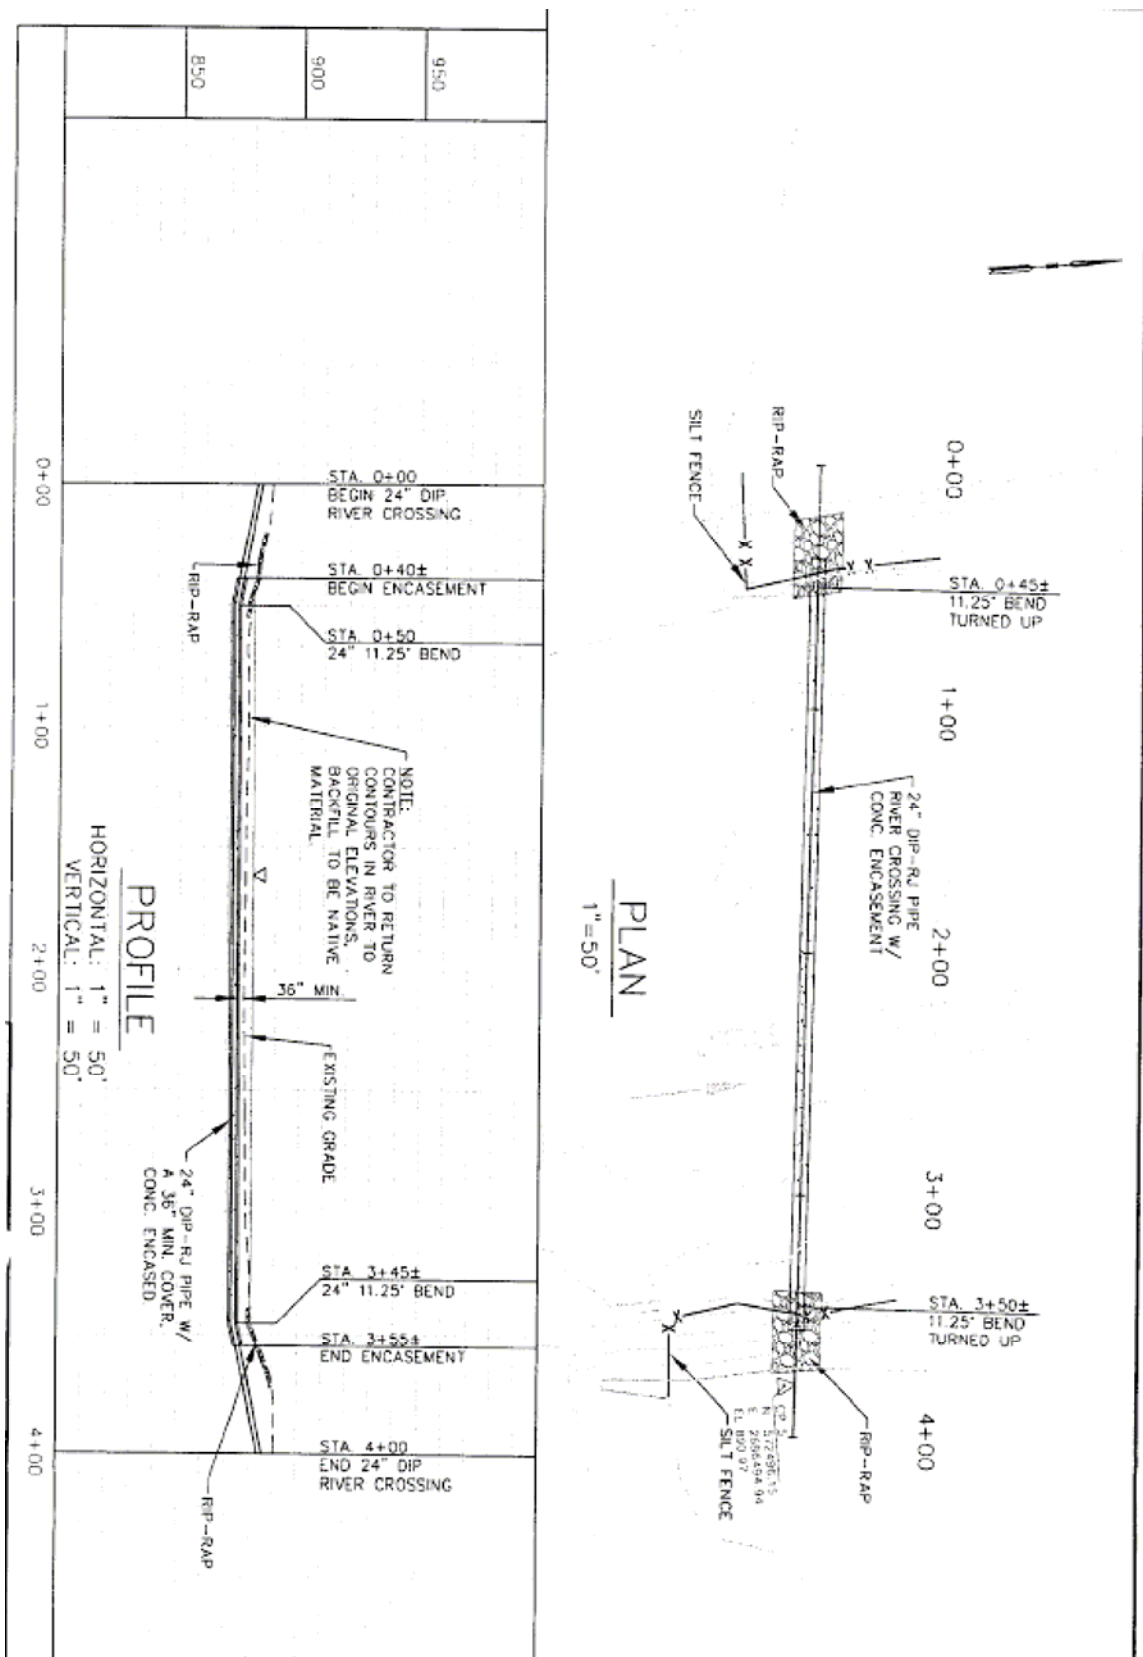 0+00
1+00
2+00
3+00
4+00
RIP-RAP
SILT FENCE
STA. 0+45±
11.25° BEND
TURNED UP
24" DIP-RJ PIPE
RIVER CROSSING W/
CONC. ENCASEMENT
STA. 3+50±
11.25° BEND
TURNED UP
RIP-RAP
SILT FENCE
PLAN
1"=50'
950
900
850
STA. 0+00
BEGIN 24" DIP
RIVER CROSSING
STA. 0+40±
BEGIN ENCASEMENT
STA. 0+50
24" 11.25° BEND
RIP-RAP
NOTE:
CONTRACTOR TO RETURN
CONTOURS IN RIVER TO
ORIGINAL ELEVATIONS.
BACKFILL TO BE NATIVE
MATERIAL.
36" MIN.
EXISTING GRADE
STA. 3+45±
24" 11.25° BEND
STA. 3+55±
END ENCASEMENT
STA. 4+00
END 24" DIP
RIVER CROSSING
24" DIP-RJ PIPE W/
A 36" MIN. COVER.
CONC. ENCASED.
RIP-RAP
0+00
1+00
2+00
3+00
4+00
PROFILE
HORIZONTAL: 1" = 50'
VERTICAL: 1" = 50'